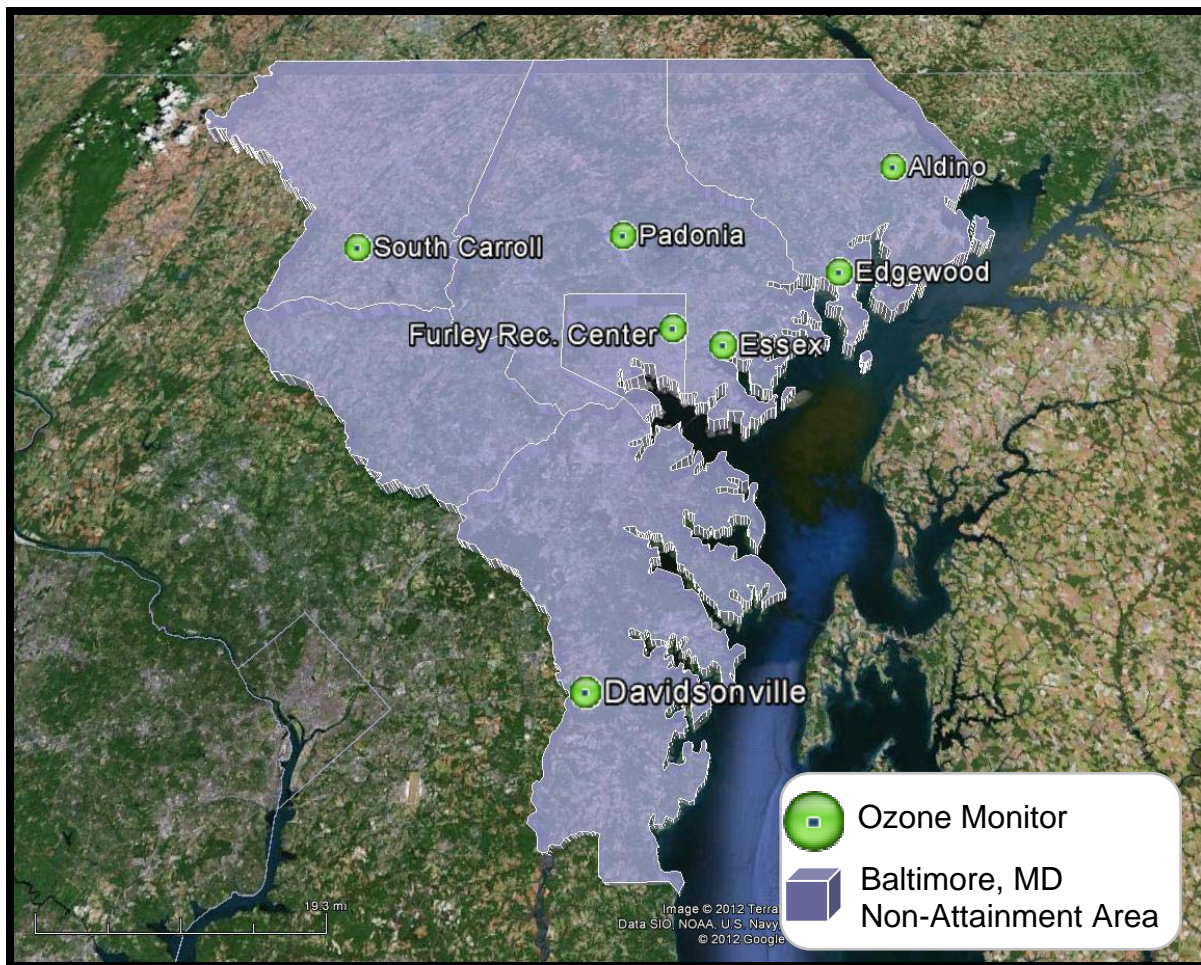 Aldino
Padonia
South Carroll
Edgewood
Furley Rec. Center
Essex
Davidsonville
Ozone Monitor
Baltimore, MD
Non-Attainment Area
19.3 mi
Image © 2012 Terra
Data SIO, NOAA, U.S. Navy,
© 2012 Google